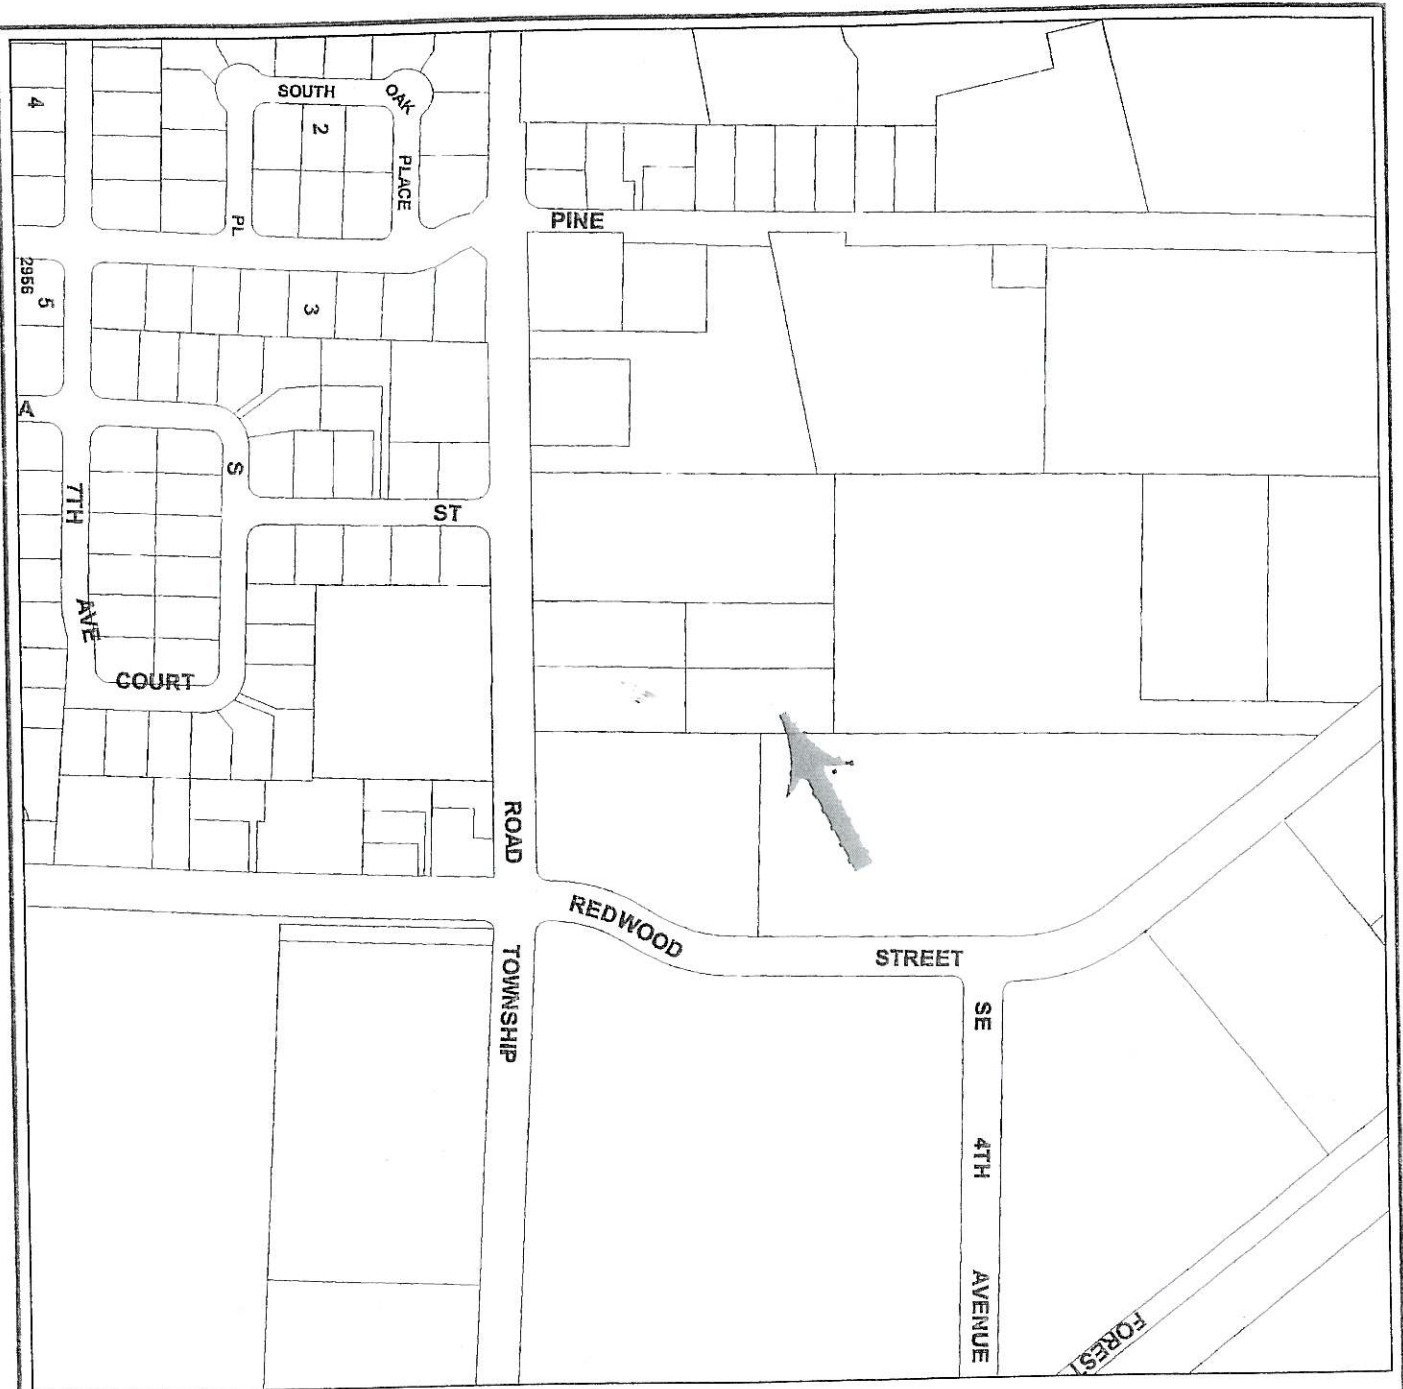 SOUTH
OAK
PLACE
4
2
PL
PINE
2956
5
3
A
S
7TH
AVE
ST
COURT
ROAD
TOWNSHIP
REDWOOD
STREET
SE
4TH
AVENUE
FOREST